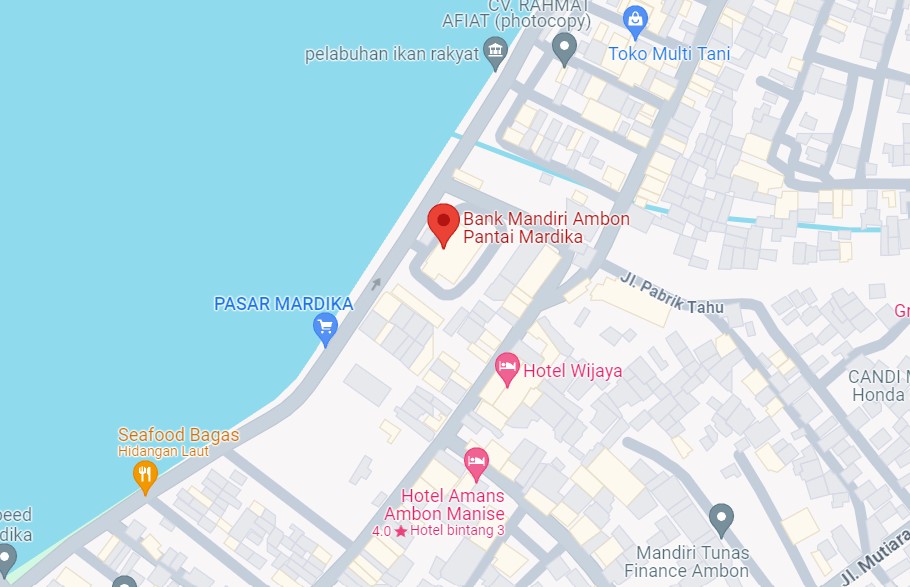 CV. RAHMAT
AFIAT (photocopy)
pelabuhan ikan rakyat
Toko Multi Tani
Bank Mandiri Ambon
Pantai Mardika
Jl. Pabrik Tahu
PASAR MARDIKA
Gr
Hotel Wijaya
CANDI M
Honda
Seafood Bagas
Hidangan Laut
Hotel Amans
Ambon Manise
4.0 ★ Hotel bintang 3
peed
dika
Mandiri Tunas
Finance Ambon
Jl. Mutiara